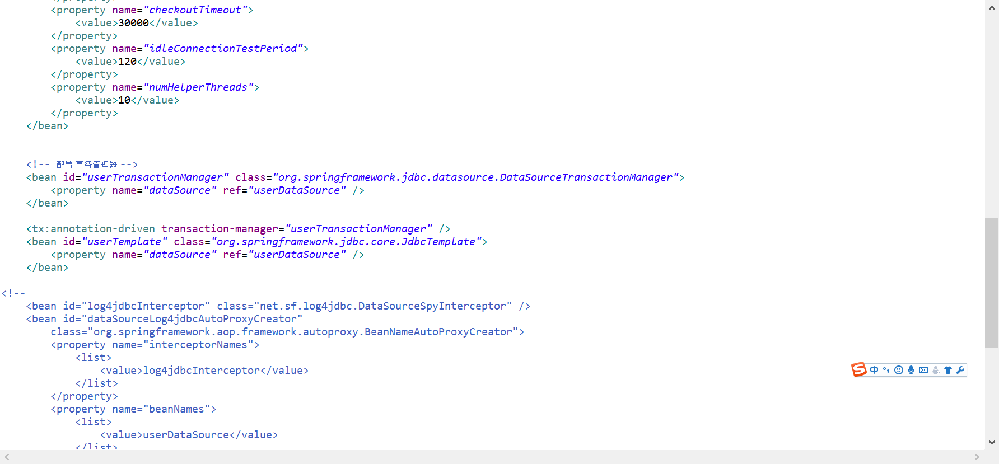 <property name="checkoutTimeout">
<value>30000</value>
</property>
<property name="idleConnectionTestPeriod">
<value>120</value>
</property>
<property name="numHelperThreads">
<value>10</value>
</property>
</bean>
<!-- 配置 事务管理器 -->
<bean id="userTransactionManager" class="org.springframework.jdbc.datasource.DataSourceTransactionManager">
<property name="dataSource" ref="userDataSource" />
</bean>
<tx:annotation-driven transaction-manager="userTransactionManager" />
<bean id="userTemplate" class="org.springframework.jdbc.core.JdbcTemplate">
<property name="dataSource" ref="userDataSource" />
</bean>
<!--
<bean id="log4jdbcInterceptor" class="net.sf.log4jdbc.DataSourceSpyInterceptor" />
<bean id="dataSourceLog4jdbcAutoProxyCreator"
class="org.springframework.aop.framework.autoproxy.BeanNameAutoProxyCreator">
<property name="interceptorNames">
<list>
<value>log4jdbcInterceptor</value>
</list>
</property>
<property name="beanNames">
<list>
<value>userDataSource</value>
</list>
S 中 °,